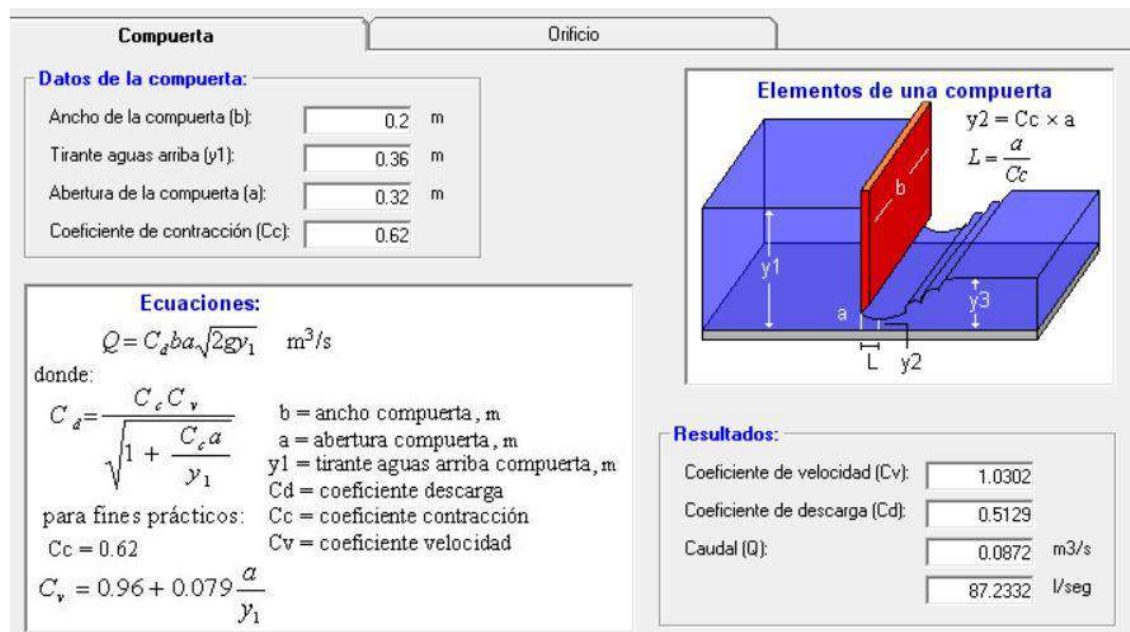 Compuerta
Orificio
Datos de la compuerta:
Ancho de la compuerta (b): 0.2 m
Tirante aguas arriba (y1): 0.36 m
Abertura de la compuerta (a): 0.32 m
Coeficiente de contracción (Cc): 0.62
Elementos de una compuerta
y2 = Cc × a
L = a/Cc
b
y1
a
y3
L
y2
Ecuaciones:
Q = C_d ba√(2gy₁) m³/s
donde:
C_d = C_c C_v / √(1 + C_c a / y₁)
b = ancho compuerta, m
a = abertura compuerta, m
y1 = tirante aguas arriba compuerta, m
Cd = coeficiente descarga
para fines prácticos: Cc = coeficiente contracción
Cc = 0.62 Cv = coeficiente velocidad
C_v = 0.96 + 0.079 a/y₁
Resultados:
Coeficiente de velocidad (Cv): 1.0302
Coeficiente de descarga (Cd): 0.5129
Caudal (Q): 0.0872 m3/s
87.2332 l/seg